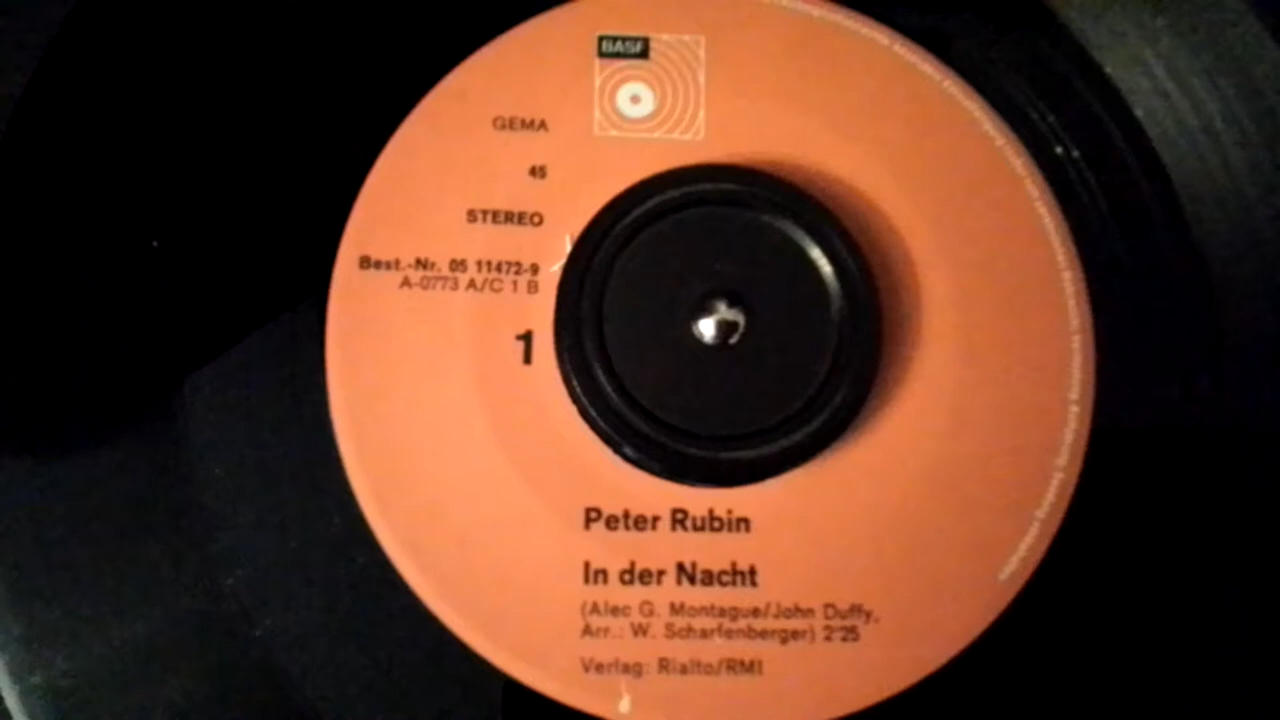 BASF
GEMA
45
STEREO
Best.-Nr. 05 11472-9
A-0773 A/C 1 B
1
Peter Rubin
In der Nacht
(Alec G. Montague/John Duffy,
Arr.: W. Scharfenberger) 2'25
Verlag: Rialto/RMI